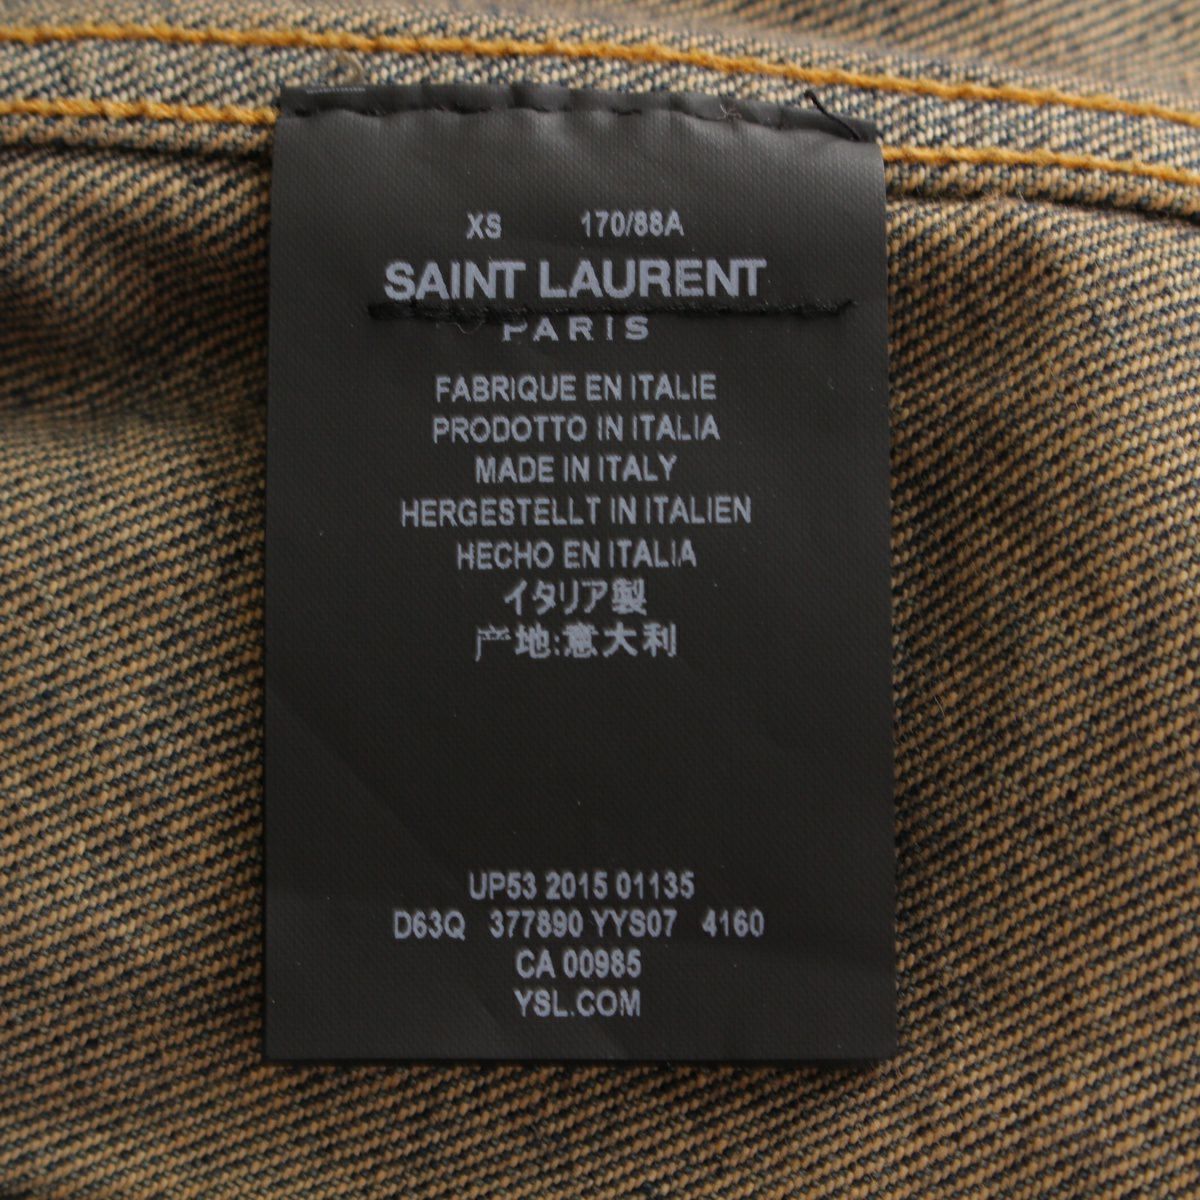 XS 170/88A
SAINT LAURENT
PARIS
FABRIQUE EN ITALIE
PRODOTTO IN ITALIA
MADE IN ITALY
HERGESTELLT IN ITALIEN
HECHO EN ITALIA
イタリア製
产地:意大利
UP53 2015 01135
D63Q 377890 YYS07 4160
CA 00985
YSL.COM